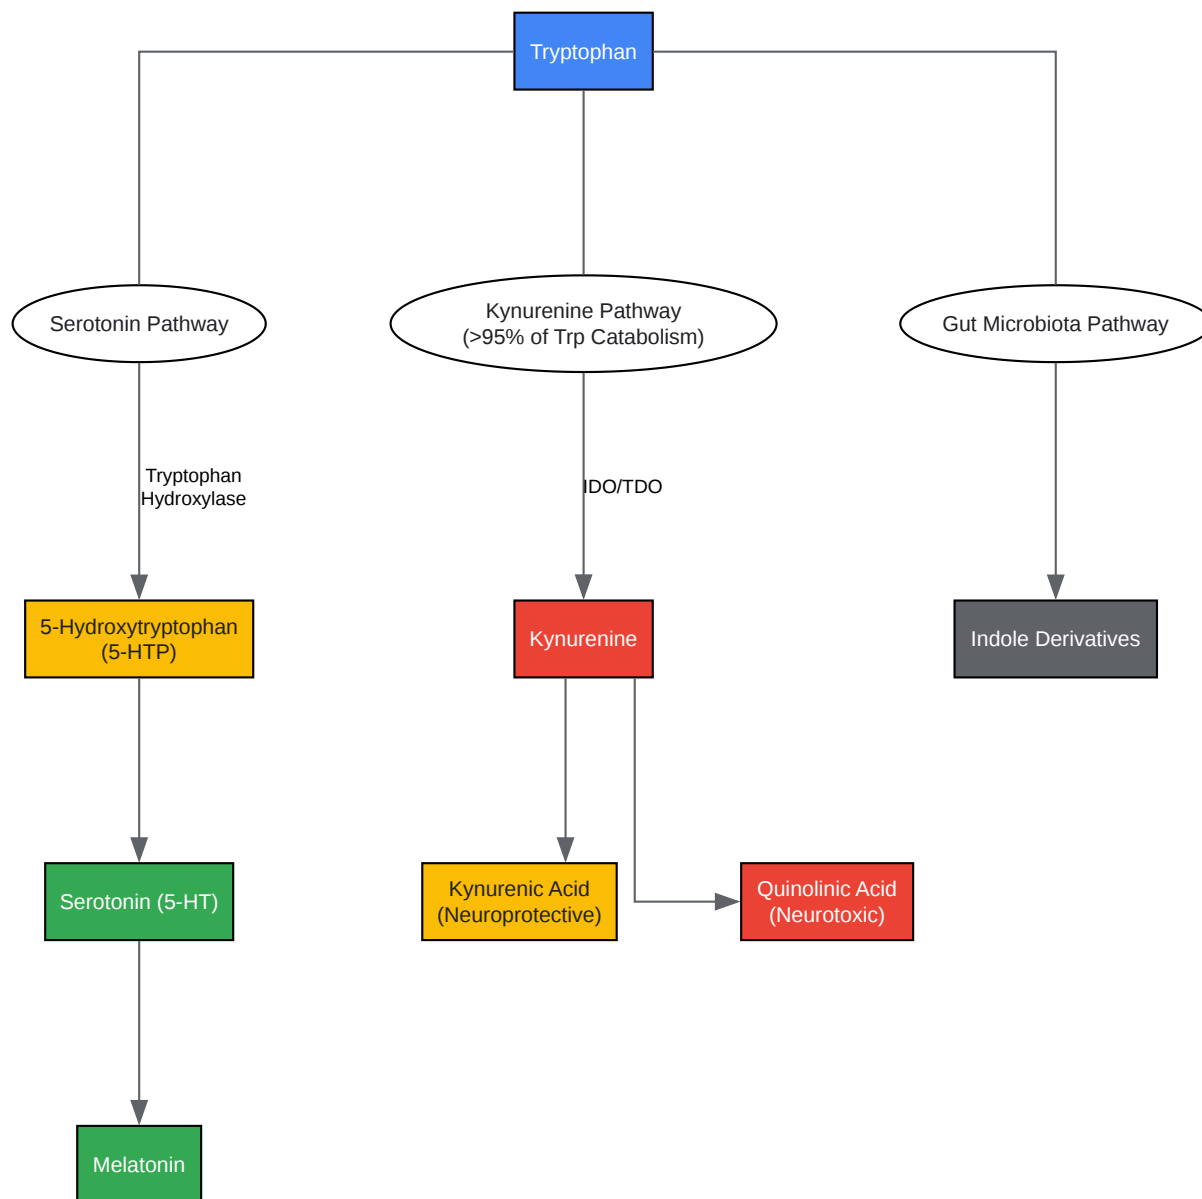 Tryptophan
Serotonin Pathway
Kynurenine Pathway
(>95% of Trp Catabolism)
Gut Microbiota Pathway
Tryptophan
Hydroxylase
IDO/TDO
5-Hydroxytryptophan
(5-HTP)
Kynurenine
Indole Derivatives
Serotonin (5-HT)
Kynurenic Acid
(Neuroprotective)
Quinolinic Acid
(Neurotoxic)
Melatonin